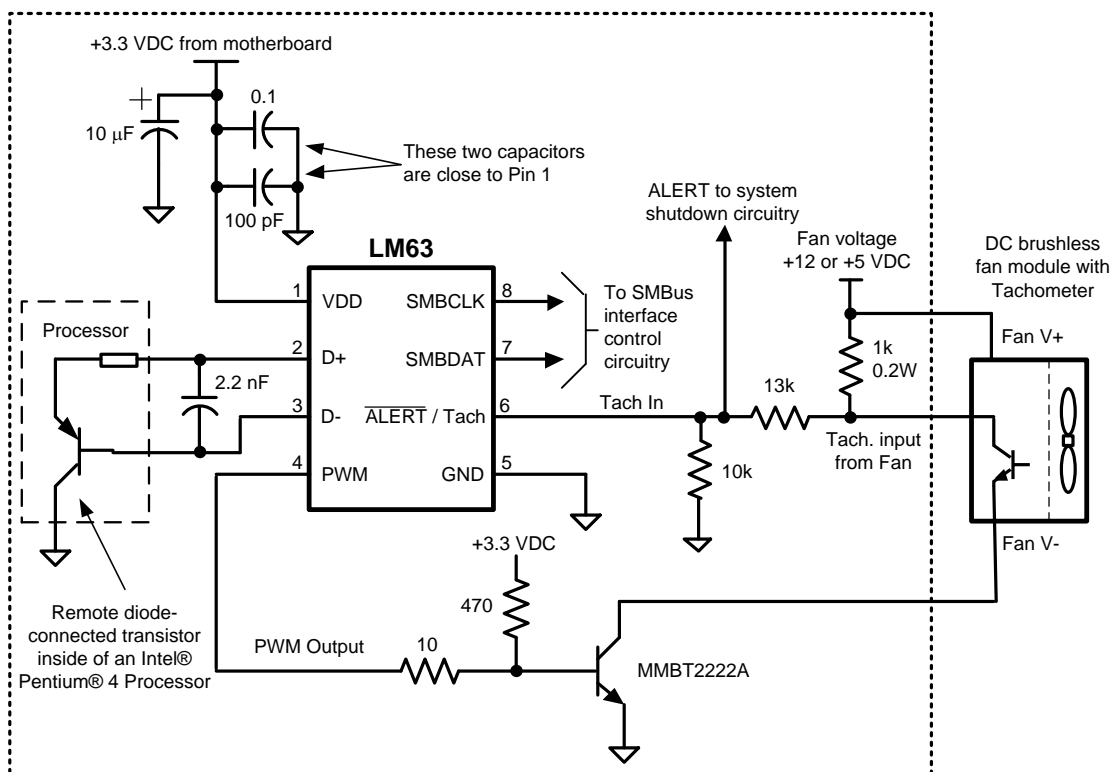 +3.3 VDC from motherboard
+
10 μF
0.1
100 pF
These two capacitors
are close to Pin 1
ALERT to system
shutdown circuitry
Fan voltage
+12 or +5 VDC
DC brushless
fan module with
Tachometer
LM63
1
VDD
SMBCLK
8
2
D+
SMBDAT
7
3
D-
ALERT / Tach
6
4
PWM
GND
5
To SMBus
interface
control
circuitry
Processor
2.2 nF
Fan V+
1k
0.2W
13k
Tach In
10k
Tach. input
from Fan
Fan V-
+3.3 VDC
470
Remote diode-
connected transistor
inside of an Intel®
Pentium® 4 Processor
PWM Output
10
MMBT2222A